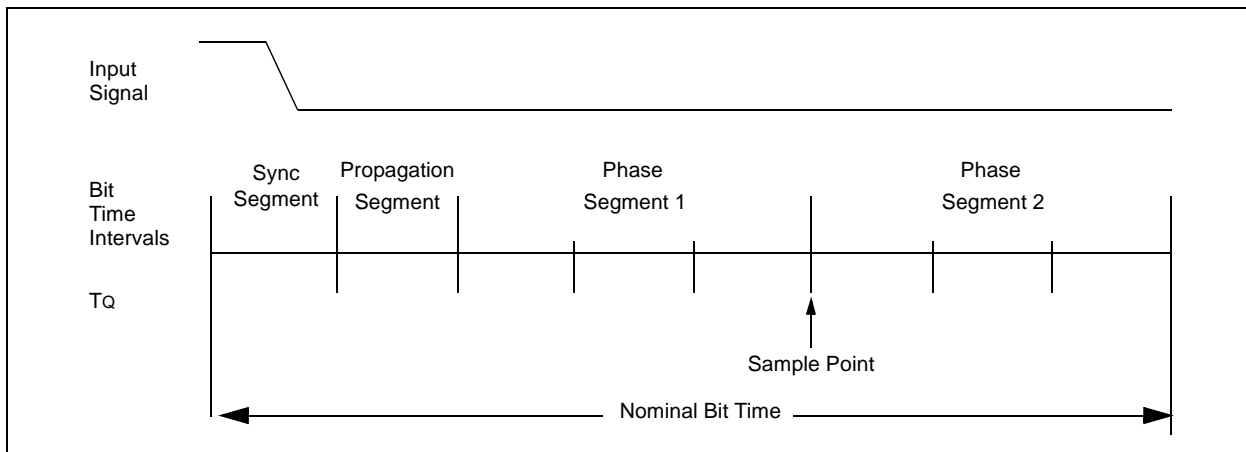 Input
Signal
Sync
Segment
Propagation
Segment
Phase
Segment 1
Phase
Segment 2
Bit
Time
Intervals
TQ
Sample Point
Nominal Bit Time